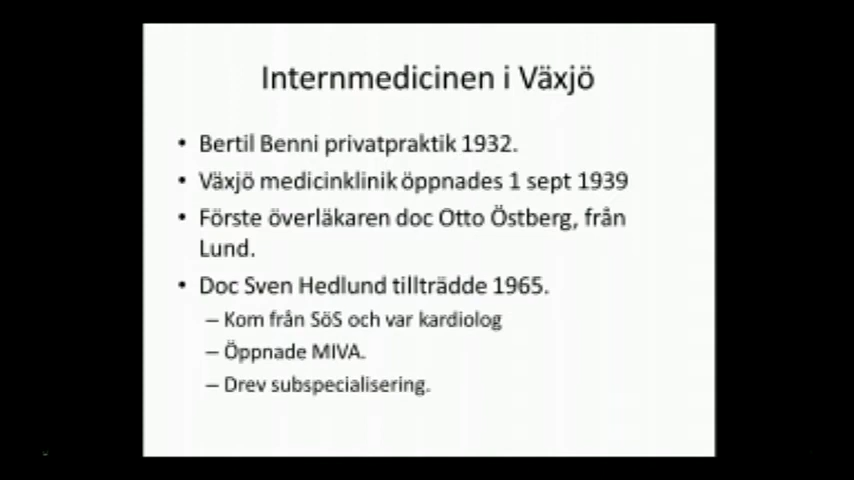 Internmedicinen i Växjö
• Bertil Benni privatpraktik 1932.
• Växjö medicinklinik öppnades 1 sept 1939
• Förste överläkaren doc Otto Östberg, från
Lund.
• Doc Sven Hedlund tillträdde 1965.
– Kom från SöS och var kardiolog
– Öppnade MIVA.
– Drev subspecialisering.